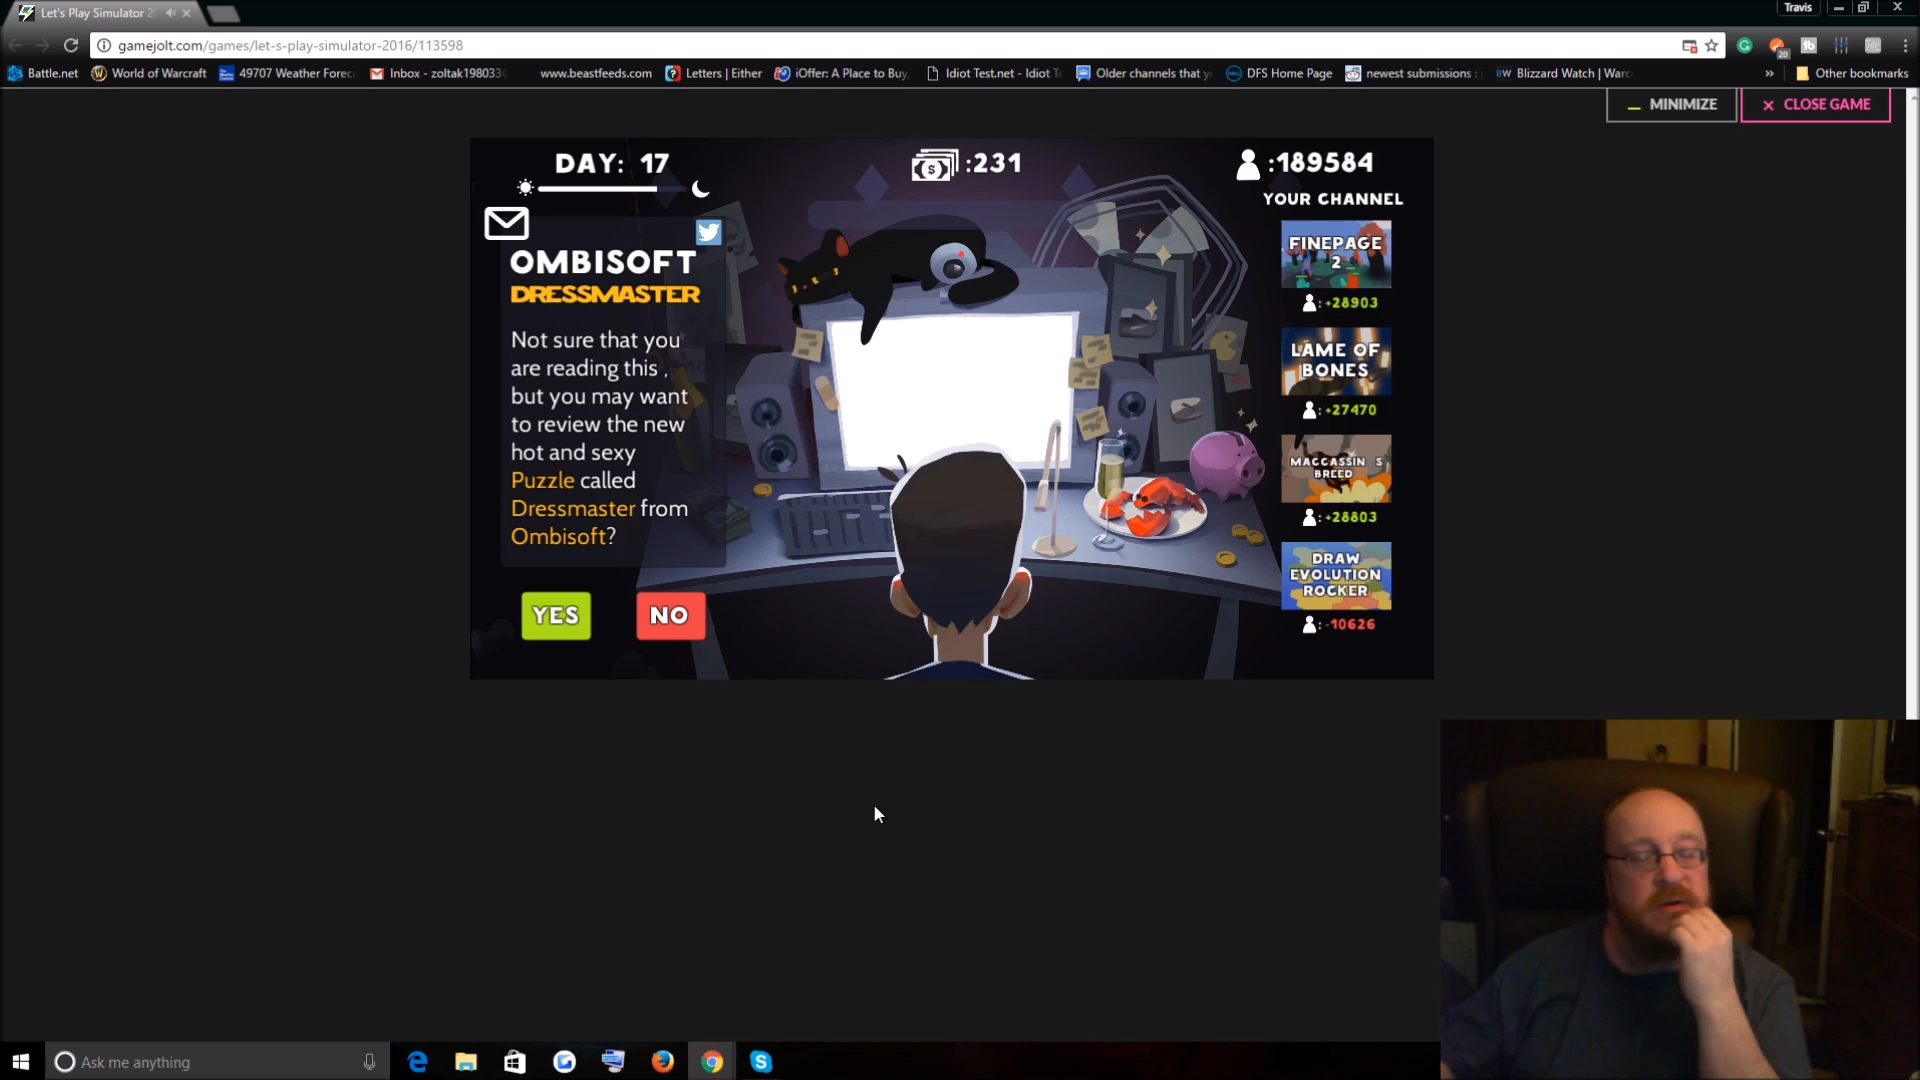 Let's Play Simulator 2
Travis
gamejolt.com/games/let-s-play-simulator-2016/113598
20
Battle.net
World of Warcraft
49707 Weather Forec
Inbox - zoltak198033
www.beastfeeds.com
Letters | Either
iOffer: A Place to Buy,
Idiot Test.net - Idiot T
Older channels that y
DFS Home Page
newest submissions :
BW Blizzard Watch | Warc
»
Other bookmarks
MINIMIZE
× CLOSE GAME
DAY: 17
:231
:189584
YOUR CHANNEL
OMBISOFT
DRESSMASTER
Not sure that you
are reading this ,
but you may want
to review the new
hot and sexy
Puzzle called
Dressmaster from
Ombisoft?
YES
NO
FINEPAGE
2
:+28903
LAME OF
BONES
:+27470
MACCASSIN S
BREED
:+28803
DRAW
EVOLUTION
ROCKER
:-10626
Ask me anything